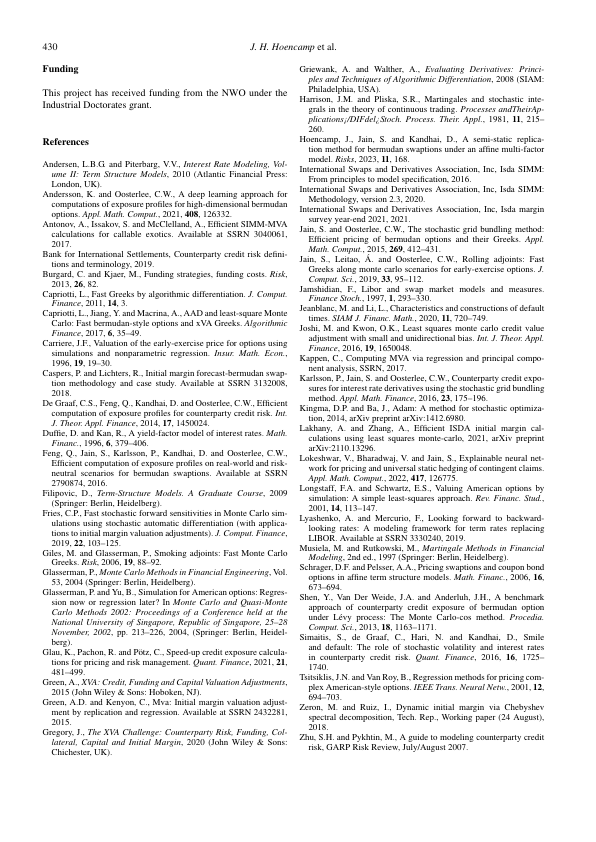 430
J. H. Hoencamp et al.
Funding
This project has received funding from the NWO under the
Industrial Doctorates grant.
References
Andersen, L.B.G. and Piterbarg, V.V., Interest Rate Modeling, Vol-
ume II: Term Structure Models, 2010 (Atlantic Financial Press:
London, UK).
Andersson, K. and Oosterlee, C.W., A deep learning approach for
computations of exposure profiles for high-dimensional bermudan
options. Appl. Math. Comput., 2021, 408, 126332.
Antonov, A., Issakov, S. and McClelland, A., Efficient SIMM-MVA
calculations for callable exotics. Available at SSRN 3040061,
2017.
Bank for International Settlements, Counterparty credit risk defini-
tions and terminology, 2019.
Burgard, C. and Kjaer, M., Funding strategies, funding costs. Risk,
2013, 26, 82.
Capriotti, L., Fast Greeks by algorithmic differentiation. J. Comput.
Finance, 2011, 14, 3.
Capriotti, L., Jiang, Y. and Macrina, A., AAD and least-square Monte
Carlo: Fast bermudan-style options and xVA Greeks. Algorithmic
Finance, 2017, 6, 35–49.
Carriere, J.F., Valuation of the early-exercise price for options using
simulations and nonparametric regression. Insur. Math. Econ.,
1996, 19, 19–30.
Caspers, P. and Lichters, R., Initial margin forecast-bermudan swap-
tion methodology and case study. Available at SSRN 3132008,
2018.
De Graaf, C.S., Feng, Q., Kandhai, D. and Oosterlee, C.W., Efficient
computation of exposure profiles for counterparty credit risk. Int.
J. Theor. Appl. Finance, 2014, 17, 1450024.
Duffie, D. and Kan, R., A yield-factor model of interest rates. Math.
Financ., 1996, 6, 379–406.
Feng, Q., Jain, S., Karlsson, P., Kandhai, D. and Oosterlee, C.W.,
Efficient computation of exposure profiles on real-world and risk-
neutral scenarios for bermudan swaptions. Available at SSRN
2790874, 2016.
Filipovic, D., Term-Structure Models. A Graduate Course, 2009
(Springer: Berlin, Heidelberg).
Fries, C.P., Fast stochastic forward sensitivities in Monte Carlo sim-
ulations using stochastic automatic differentiation (with applica-
tions to initial margin valuation adjustments). J. Comput. Finance,
2019, 22, 103–125.
Giles, M. and Glasserman, P., Smoking adjoints: Fast Monte Carlo
Greeks. Risk, 2006, 19, 88–92.
Glasserman, P., Monte Carlo Methods in Financial Engineering, Vol.
53, 2004 (Springer: Berlin, Heidelberg).
Glasserman, P. and Yu, B., Simulation for American options: Regres-
sion now or regression later? In Monte Carlo and Quasi-Monte
Carlo Methods 2002: Proceedings of a Conference held at the
National University of Singapore, Republic of Singapore, 25–28
November, 2002, pp. 213–226, 2004, (Springer: Berlin, Heidel-
berg).
Glau, K., Pachon, R. and Pötz, C., Speed-up credit exposure calcula-
tions for pricing and risk management. Quant. Finance, 2021, 21,
481–499.
Green, A., XVA: Credit, Funding and Capital Valuation Adjustments,
2015 (John Wiley & Sons: Hoboken, NJ).
Green, A.D. and Kenyon, C., Mva: Initial margin valuation adjust-
ment by replication and regression. Available at SSRN 2432281,
2015.
Gregory, J., The XVA Challenge: Counterparty Risk, Funding, Col-
lateral, Capital and Initial Margin, 2020 (John Wiley & Sons:
Chichester, UK).
Griewank, A. and Walther, A., Evaluating Derivatives: Princi-
ples and Techniques of Algorithmic Differentiation, 2008 (SIAM:
Philadelphia, USA).
Harrison, J.M. and Pliska, S.R., Martingales and stochastic inte-
grals in the theory of continuous trading. Processes andTheirAp-
plications¡/DIFdel¿Stoch. Process. Their. Appl., 1981, 11, 215–
260.
Hoencamp, J., Jain, S. and Kandhai, D., A semi-static replica-
tion method for bermudan swaptions under an affine multi-factor
model. Risks, 2023, 11, 168.
International Swaps and Derivatives Association, Inc, Isda SIMM:
From principles to model specification, 2016.
International Swaps and Derivatives Association, Inc, Isda SIMM:
Methodology, version 2.3, 2020.
International Swaps and Derivatives Association, Inc, Isda margin
survey year-end 2021, 2021.
Jain, S. and Oosterlee, C.W., The stochastic grid bundling method:
Efficient pricing of bermudan options and their Greeks. Appl.
Math. Comput., 2015, 269, 412–431.
Jain, S., Leitao, Á. and Oosterlee, C.W., Rolling adjoints: Fast
Greeks along monte carlo scenarios for early-exercise options. J.
Comput. Sci., 2019, 33, 95–112.
Jamshidian, F., Libor and swap market models and measures.
Finance Stoch., 1997, 1, 293–330.
Jeanblanc, M. and Li, L., Characteristics and constructions of default
times. SIAM J. Financ. Math., 2020, 11, 720–749.
Joshi, M. and Kwon, O.K., Least squares monte carlo credit value
adjustment with small and unidirectional bias. Int. J. Theor. Appl.
Finance, 2016, 19, 1650048.
Kappen, C., Computing MVA via regression and principal compo-
nent analysis, SSRN, 2017.
Karlsson, P., Jain, S. and Oosterlee, C.W., Counterparty credit expo-
sures for interest rate derivatives using the stochastic grid bundling
method. Appl. Math. Finance, 2016, 23, 175–196.
Kingma, D.P. and Ba, J., Adam: A method for stochastic optimiza-
tion, 2014, arXiv preprint arXiv:1412.6980.
Lakhany, A. and Zhang, A., Efficient ISDA initial margin cal-
culations using least squares monte-carlo, 2021, arXiv preprint
arXiv:2110.13296.
Lokeshwar, V., Bharadwaj, V. and Jain, S., Explainable neural net-
work for pricing and universal static hedging of contingent claims.
Appl. Math. Comput., 2022, 417, 126775.
Longstaff, F.A. and Schwartz, E.S., Valuing American options by
simulation: A simple least-squares approach. Rev. Financ. Stud.,
2001, 14, 113–147.
Lyashenko, A. and Mercurio, F., Looking forward to backward-
looking rates: A modeling framework for term rates replacing
LIBOR. Available at SSRN 3330240, 2019.
Musiela, M. and Rutkowski, M., Martingale Methods in Financial
Modeling, 2nd ed., 1997 (Springer: Berlin, Heidelberg).
Schrager, D.F. and Pelsser, A.A., Pricing swaptions and coupon bond
options in affine term structure models. Math. Financ., 2006, 16,
673–694.
Shen, Y., Van Der Weide, J.A. and Anderluh, J.H., A benchmark
approach of counterparty credit exposure of bermudan option
under Lévy process: The Monte Carlo-cos method. Procedia.
Comput. Sci., 2013, 18, 1163–1171.
Simaitis, S., de Graaf, C., Hari, N. and Kandhai, D., Smile
and default: The role of stochastic volatility and interest rates
in counterparty credit risk. Quant. Finance, 2016, 16, 1725–
1740.
Tsitsiklis, J.N. and Van Roy, B., Regression methods for pricing com-
plex American-style options. IEEE Trans. Neural Netw., 2001, 12,
694–703.
Zeron, M. and Ruiz, I., Dynamic initial margin via Chebyshev
spectral decomposition, Tech. Rep., Working paper (24 August),
2018.
Zhu, S.H. and Pykhtin, M., A guide to modeling counterparty credit
risk, GARP Risk Review, July/August 2007.